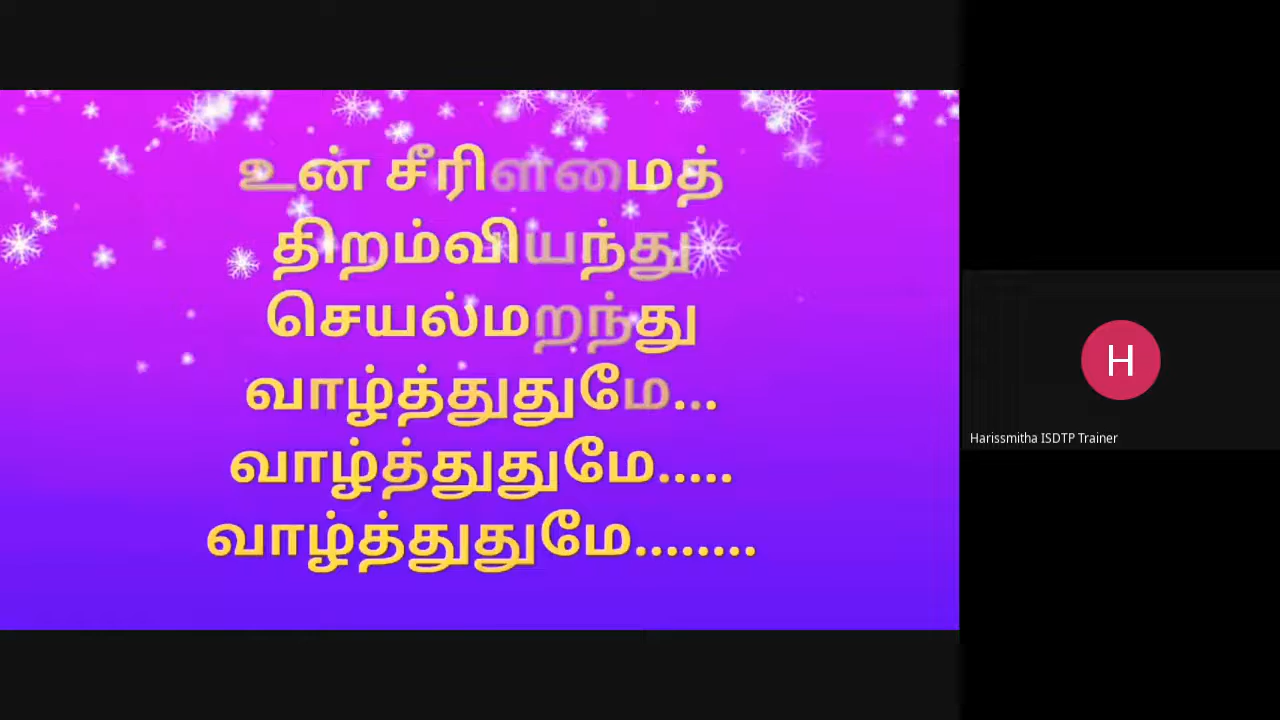 உன் சீரிளமைத்
திறம்வியந்து
செயல்மறந்து
வாழ்த்துதுமே...
வாழ்த்துதுமே.....
வாழ்த்துதுமே........
H
Harissmitha ISDTP Trainer